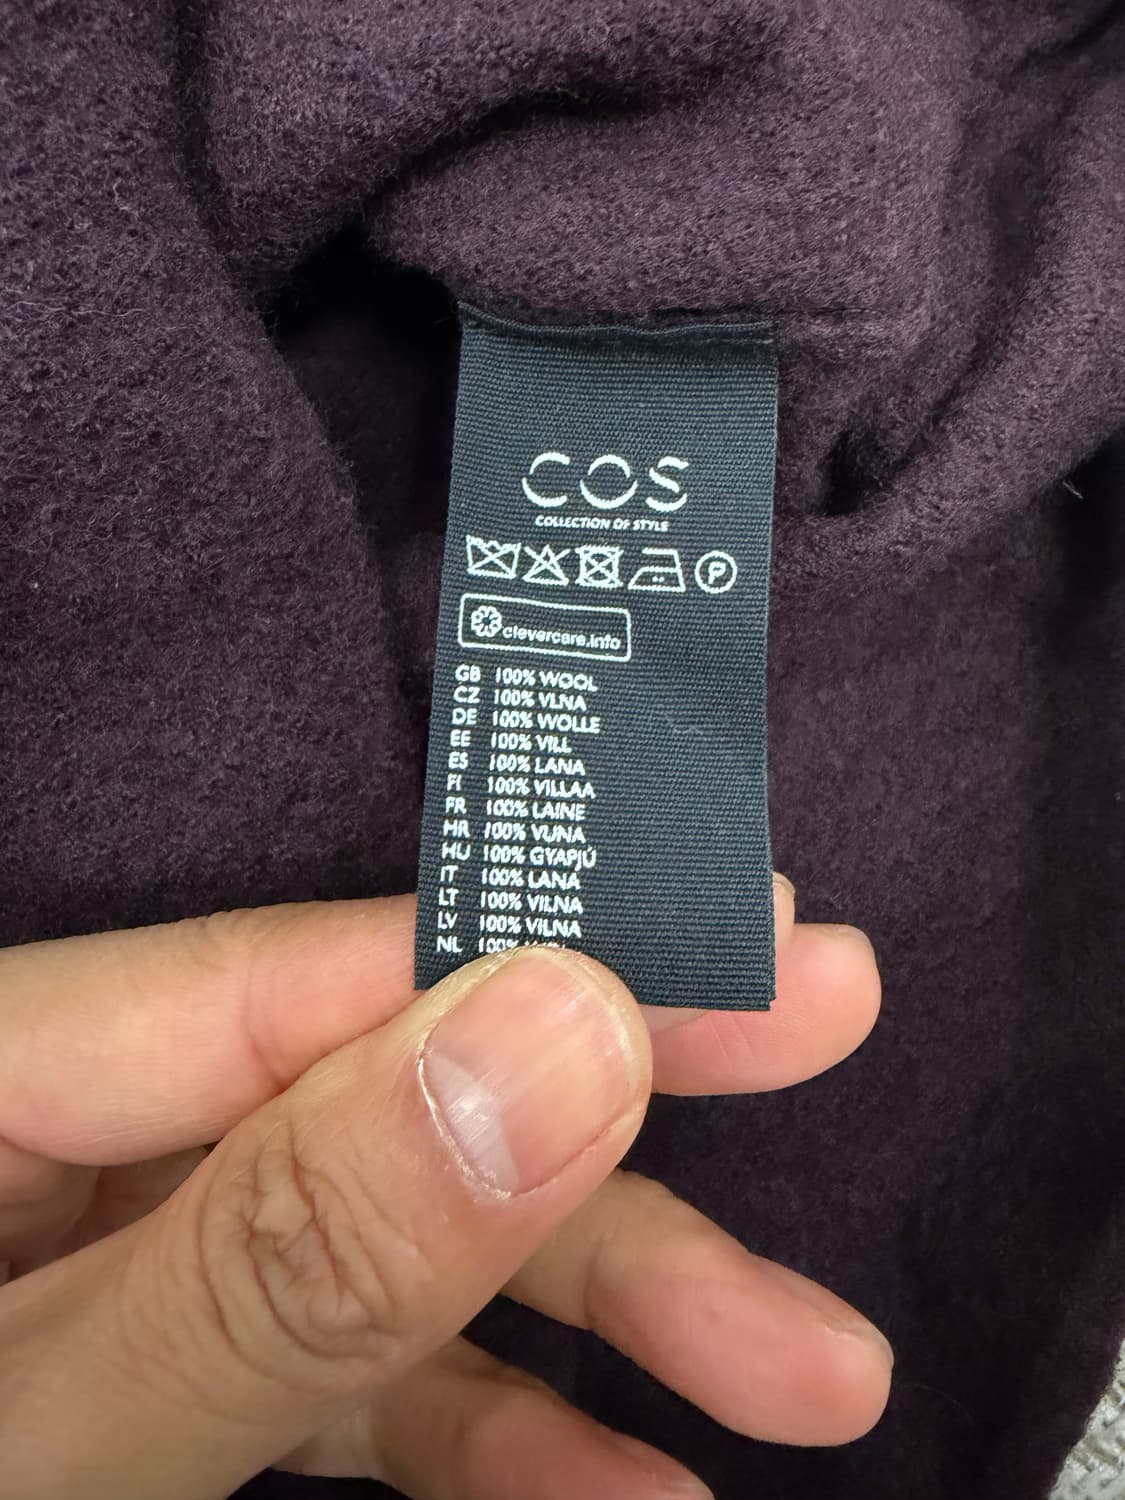 COS
COLLECTION OF STYLE
P
clevercare.info
GB 100% WOOL
CZ 100% VLNA
DE 100% WOLLE
EE 100% VILL
ES 100% LANA
FI 100% VILLAA
FR 100% LAINE
HR 100% VUNA
HU 100% GYAPJÚ
IT 100% LANA
LT 100% VILNA
LV 100% VILNA
NL 100%